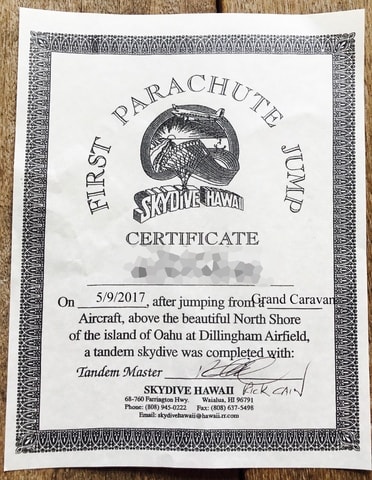 FIRST PARACHUTE JUMP
SKYDIVE HAWAII
CERTIFICATE
On 5/9/2017, after jumping from a Grand Caravan
Aircraft, above the beautiful North Shore
of the island of Oahu at Dillingham Airfield,
a tandem skydive was completed with:
Tandem Master
RICK CAIN
SKYDIVE HAWAII
68-760 Farrington Hwy. Waialua, HI 96791
Phone: (808) 945-0222 Fax: (808) 637-5498
Email: skydivehawaii@hawaii.rr.com